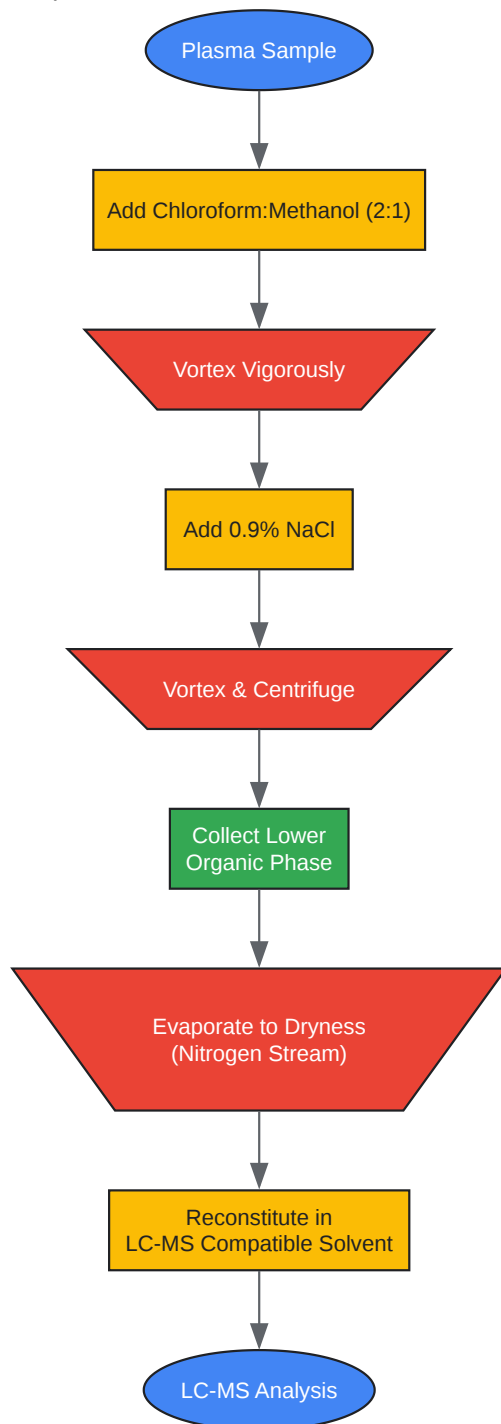 Plasma Sample
Add Chloroform:Methanol (2:1)
Vortex Vigorously
Add 0.9% NaCl
Vortex & Centrifuge
Collect Lower
Organic Phase
Evaporate to Dryness
(Nitrogen Stream)
Reconstitute in
LC-MS Compatible Solvent
LC-MS Analysis